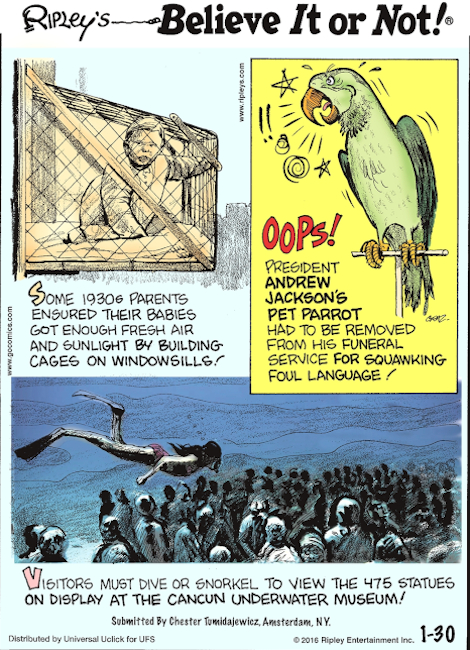 RIPLEY'S Believe It or Not!®
www.ripleys.com
!!
OOPS!
PRESIDENT
ANDREW
JACKSON'S
PET PARROT
HAD TO BE REMOVED
FROM HIS FUNERAL
SERVICE FOR SQUAWKING
FOUL LANGUAGE!
www.gocomics.com
SOME 1930s PARENTS
ENSURED THEIR BABIES
GOT ENOUGH FRESH AIR
AND SUNLIGHT BY BUILDING
CAGES ON WINDOWSILLS!
VISITORS MUST DIVE OR SNORKEL TO VIEW THE 475 STATUES
ON DISPLAY AT THE CANCUN UNDERWATER MUSEUM!
Submitted By Chester Tumidajewicz, Amsterdam, N.Y.
1-30
Distributed by Universal Uclick for UFS
© 2016 Ripley Entertainment Inc.